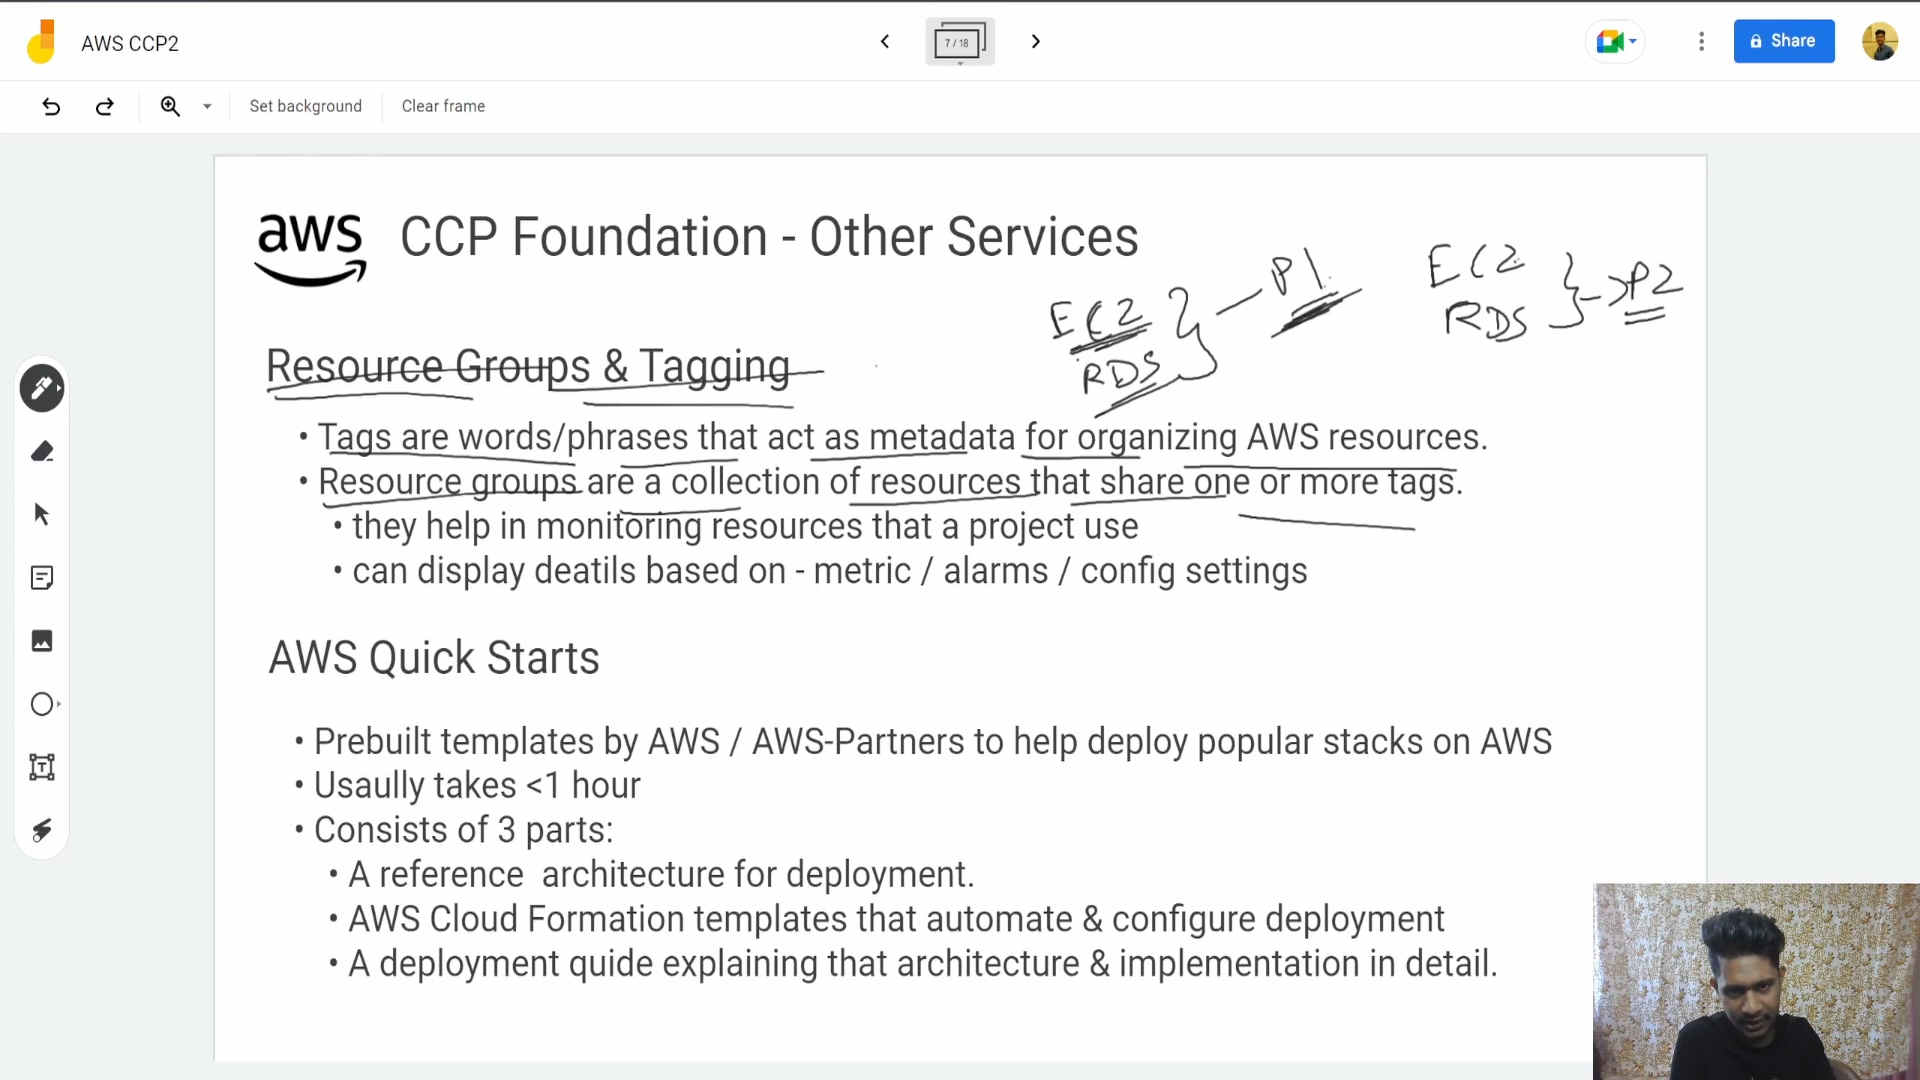 AWS CCP2
7 / 18
Share
Set background
Clear frame
aws
CCP Foundation - Other Services
EC2
RDS
P1
EC2
RDS
P2
Resource Groups & Tagging
• Tags are words/phrases that act as metadata for organizing AWS resources.
• Resource groups are a collection of resources that share one or more tags.
• they help in monitoring resources that a project use
• can display deatils based on - metric / alarms / config settings
AWS Quick Starts
• Prebuilt templates by AWS / AWS-Partners to help deploy popular stacks on AWS
• Usaully takes <1 hour
• Consists of 3 parts:
• A reference  architecture for deployment.
• AWS Cloud Formation templates that automate & configure deployment
• A deployment quide explaining that architecture & implementation in detail.